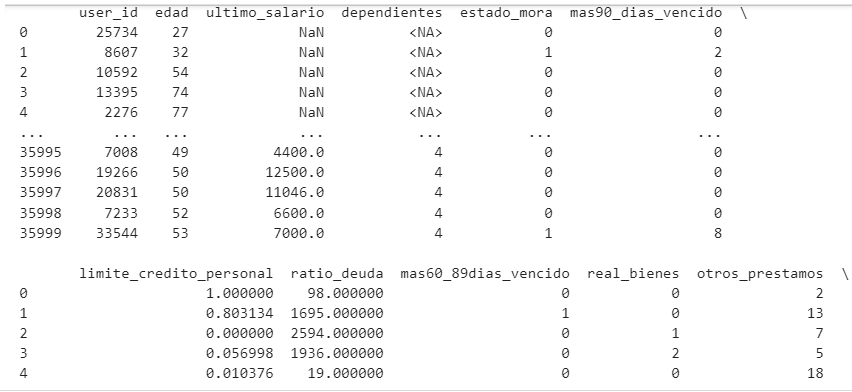 user_id edad ultimo_salario dependientes estado_mora mas90_dias_vencido \
0 25734 27 NaN <NA> 0 0
1 8607 32 NaN <NA> 1 2
2 10592 54 NaN <NA> 0 0
3 13395 74 NaN <NA> 0 0
4 2276 77 NaN <NA> 0 0
... ... ... ... ... ... ...
35995 7008 49 4400.0 4 0 0
35996 19266 50 12500.0 4 0 0
35997 20831 50 11046.0 4 0 0
35998 7233 52 6600.0 4 0 0
35999 33544 53 7000.0 4 1 8
limite_credito_personal ratio_deuda mas60_89dias_vencido real_bienes otros_prestamos \
0 1.000000 98.000000 0 0 2
1 0.803134 1695.000000 1 0 13
2 0.000000 2594.000000 0 1 7
3 0.056998 1936.000000 0 2 5
4 0.010376 19.000000 0 0 18